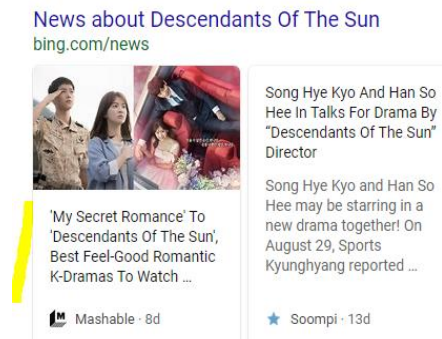 News about Descendants Of The Sun
bing.com/news
'My Secret Romance' To
'Descendants Of The Sun',
Best Feel-Good Romantic
K-Dramas To Watch ...
Mashable · 8d
Song Hye Kyo And Han So
Hee In Talks For Drama By
"Descendants Of The Sun"
Director
Song Hye Kyo and Han So
Hee may be starring in a
new drama together! On
August 29, Sports
Kyunghyang reported ...
Soompi · 13d